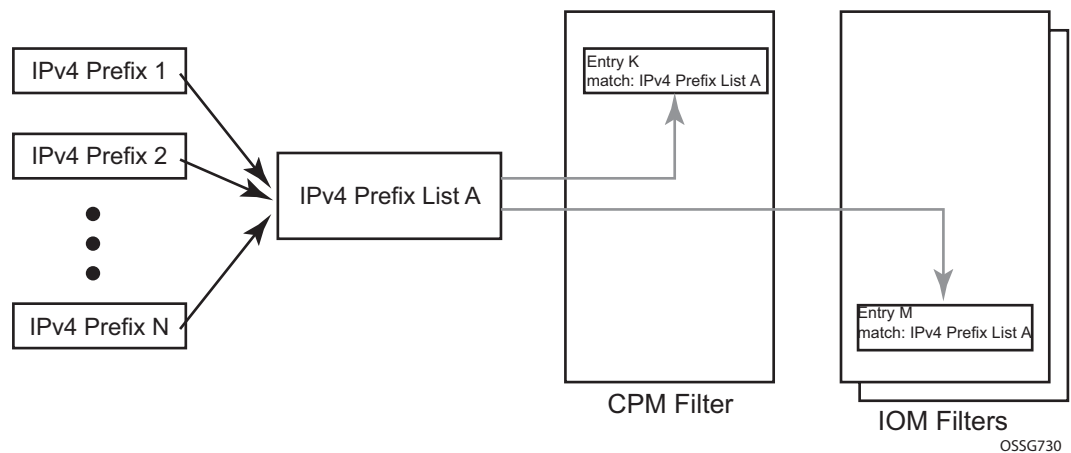 IPv4 Prefix 1
IPv4 Prefix 2
IPv4 Prefix N
IPv4 Prefix List A
Entry K
match: IPv4 Prefix List A
CPM Filter
Entry M
match: IPv4 Prefix List A
IOM Filters
OSSG730